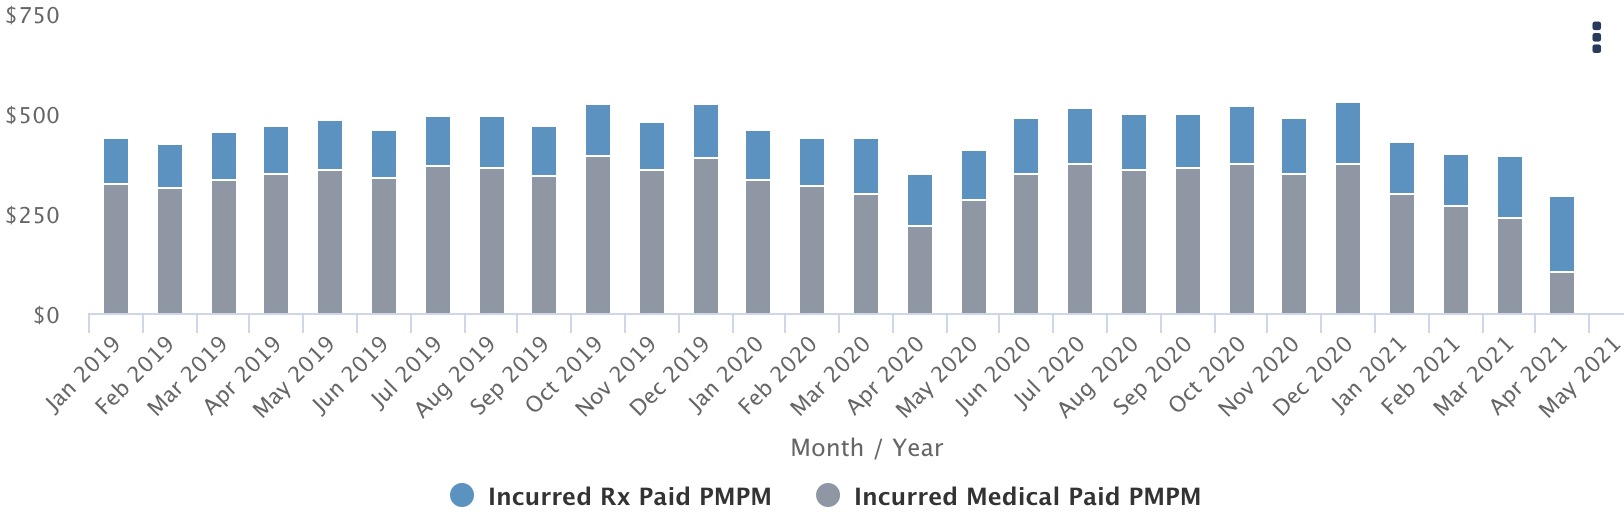 $750
$500
$250
$0
Jan 2019
Feb 2019
Mar 2019
Apr 2019
May 2019
Jun 2019
Jul 2019
Aug 2019
Sep 2019
Oct 2019
Nov 2019
Dec 2019
Jan 2020
Feb 2020
Mar 2020
Apr 2020
May 2020
Jun 2020
Jul 2020
Aug 2020
Sep 2020
Oct 2020
Nov 2020
Dec 2020
Jan 2021
Feb 2021
Mar 2021
Apr 2021
May 2021
Month / Year
Incurred Rx Paid PMPM
Incurred Medical Paid PMPM